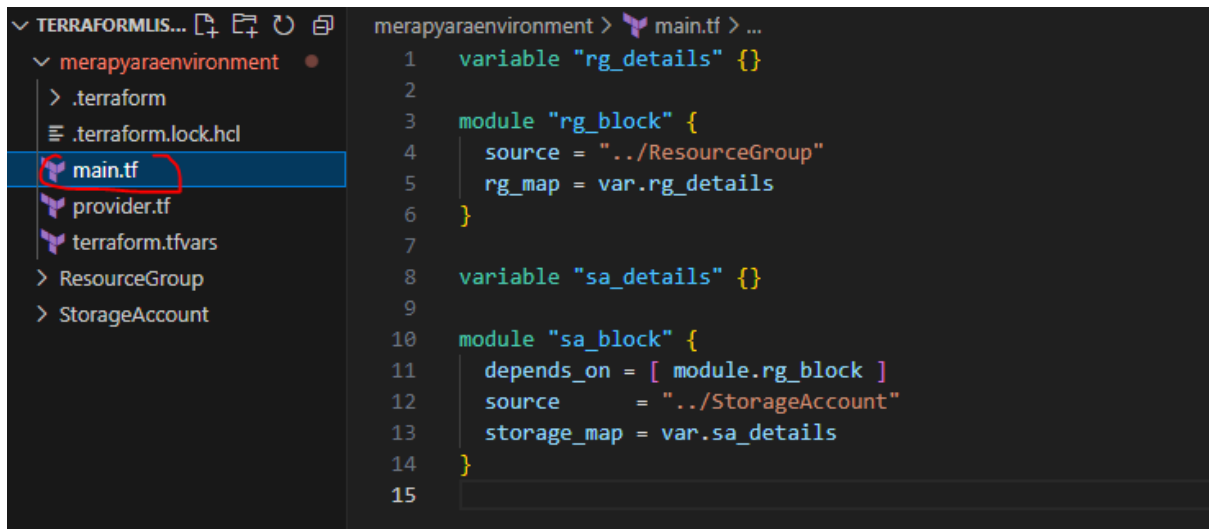 TERRAFORMLIS...
merapyaraenvironment
.terraform
.terraform.lock.hcl
main.tf
provider.tf
terraform.tfvars
ResourceGroup
StorageAccount
merapyaraenvironment > main.tf > ...
1 variable "rg_details" {}
2
3 module "rg_block" {
4 source = "../ResourceGroup"
5 rg_map = var.rg_details
6 }
7
8 variable "sa_details" {}
9
10 module "sa_block" {
11 depends_on = [ module.rg_block ]
12 source      = "../StorageAccount"
13 storage_map = var.sa_details
14 }
15